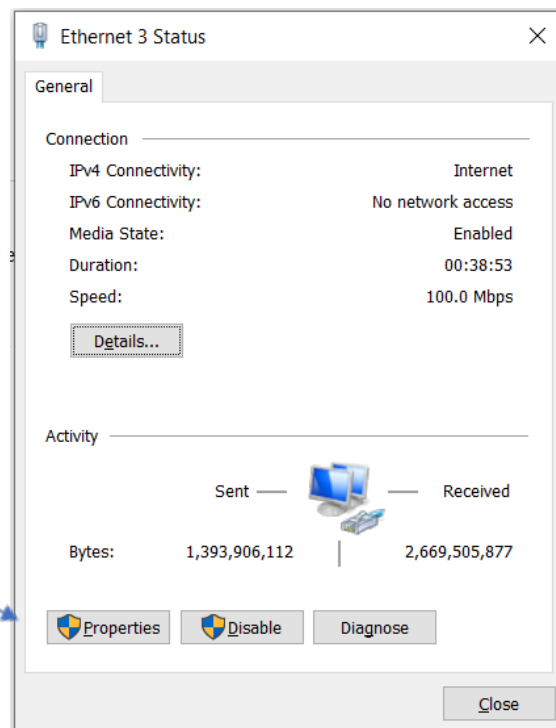 Ethernet 3 Status
General
Connection
IPv4 Connectivity: Internet
IPv6 Connectivity: No network access
Media State: Enabled
Duration: 00:38:53
Speed: 100.0 Mbps
Details...
Activity
Sent Received
Bytes: 1,393,906,112 2,669,505,877
Properties Disable Diagnose
Close